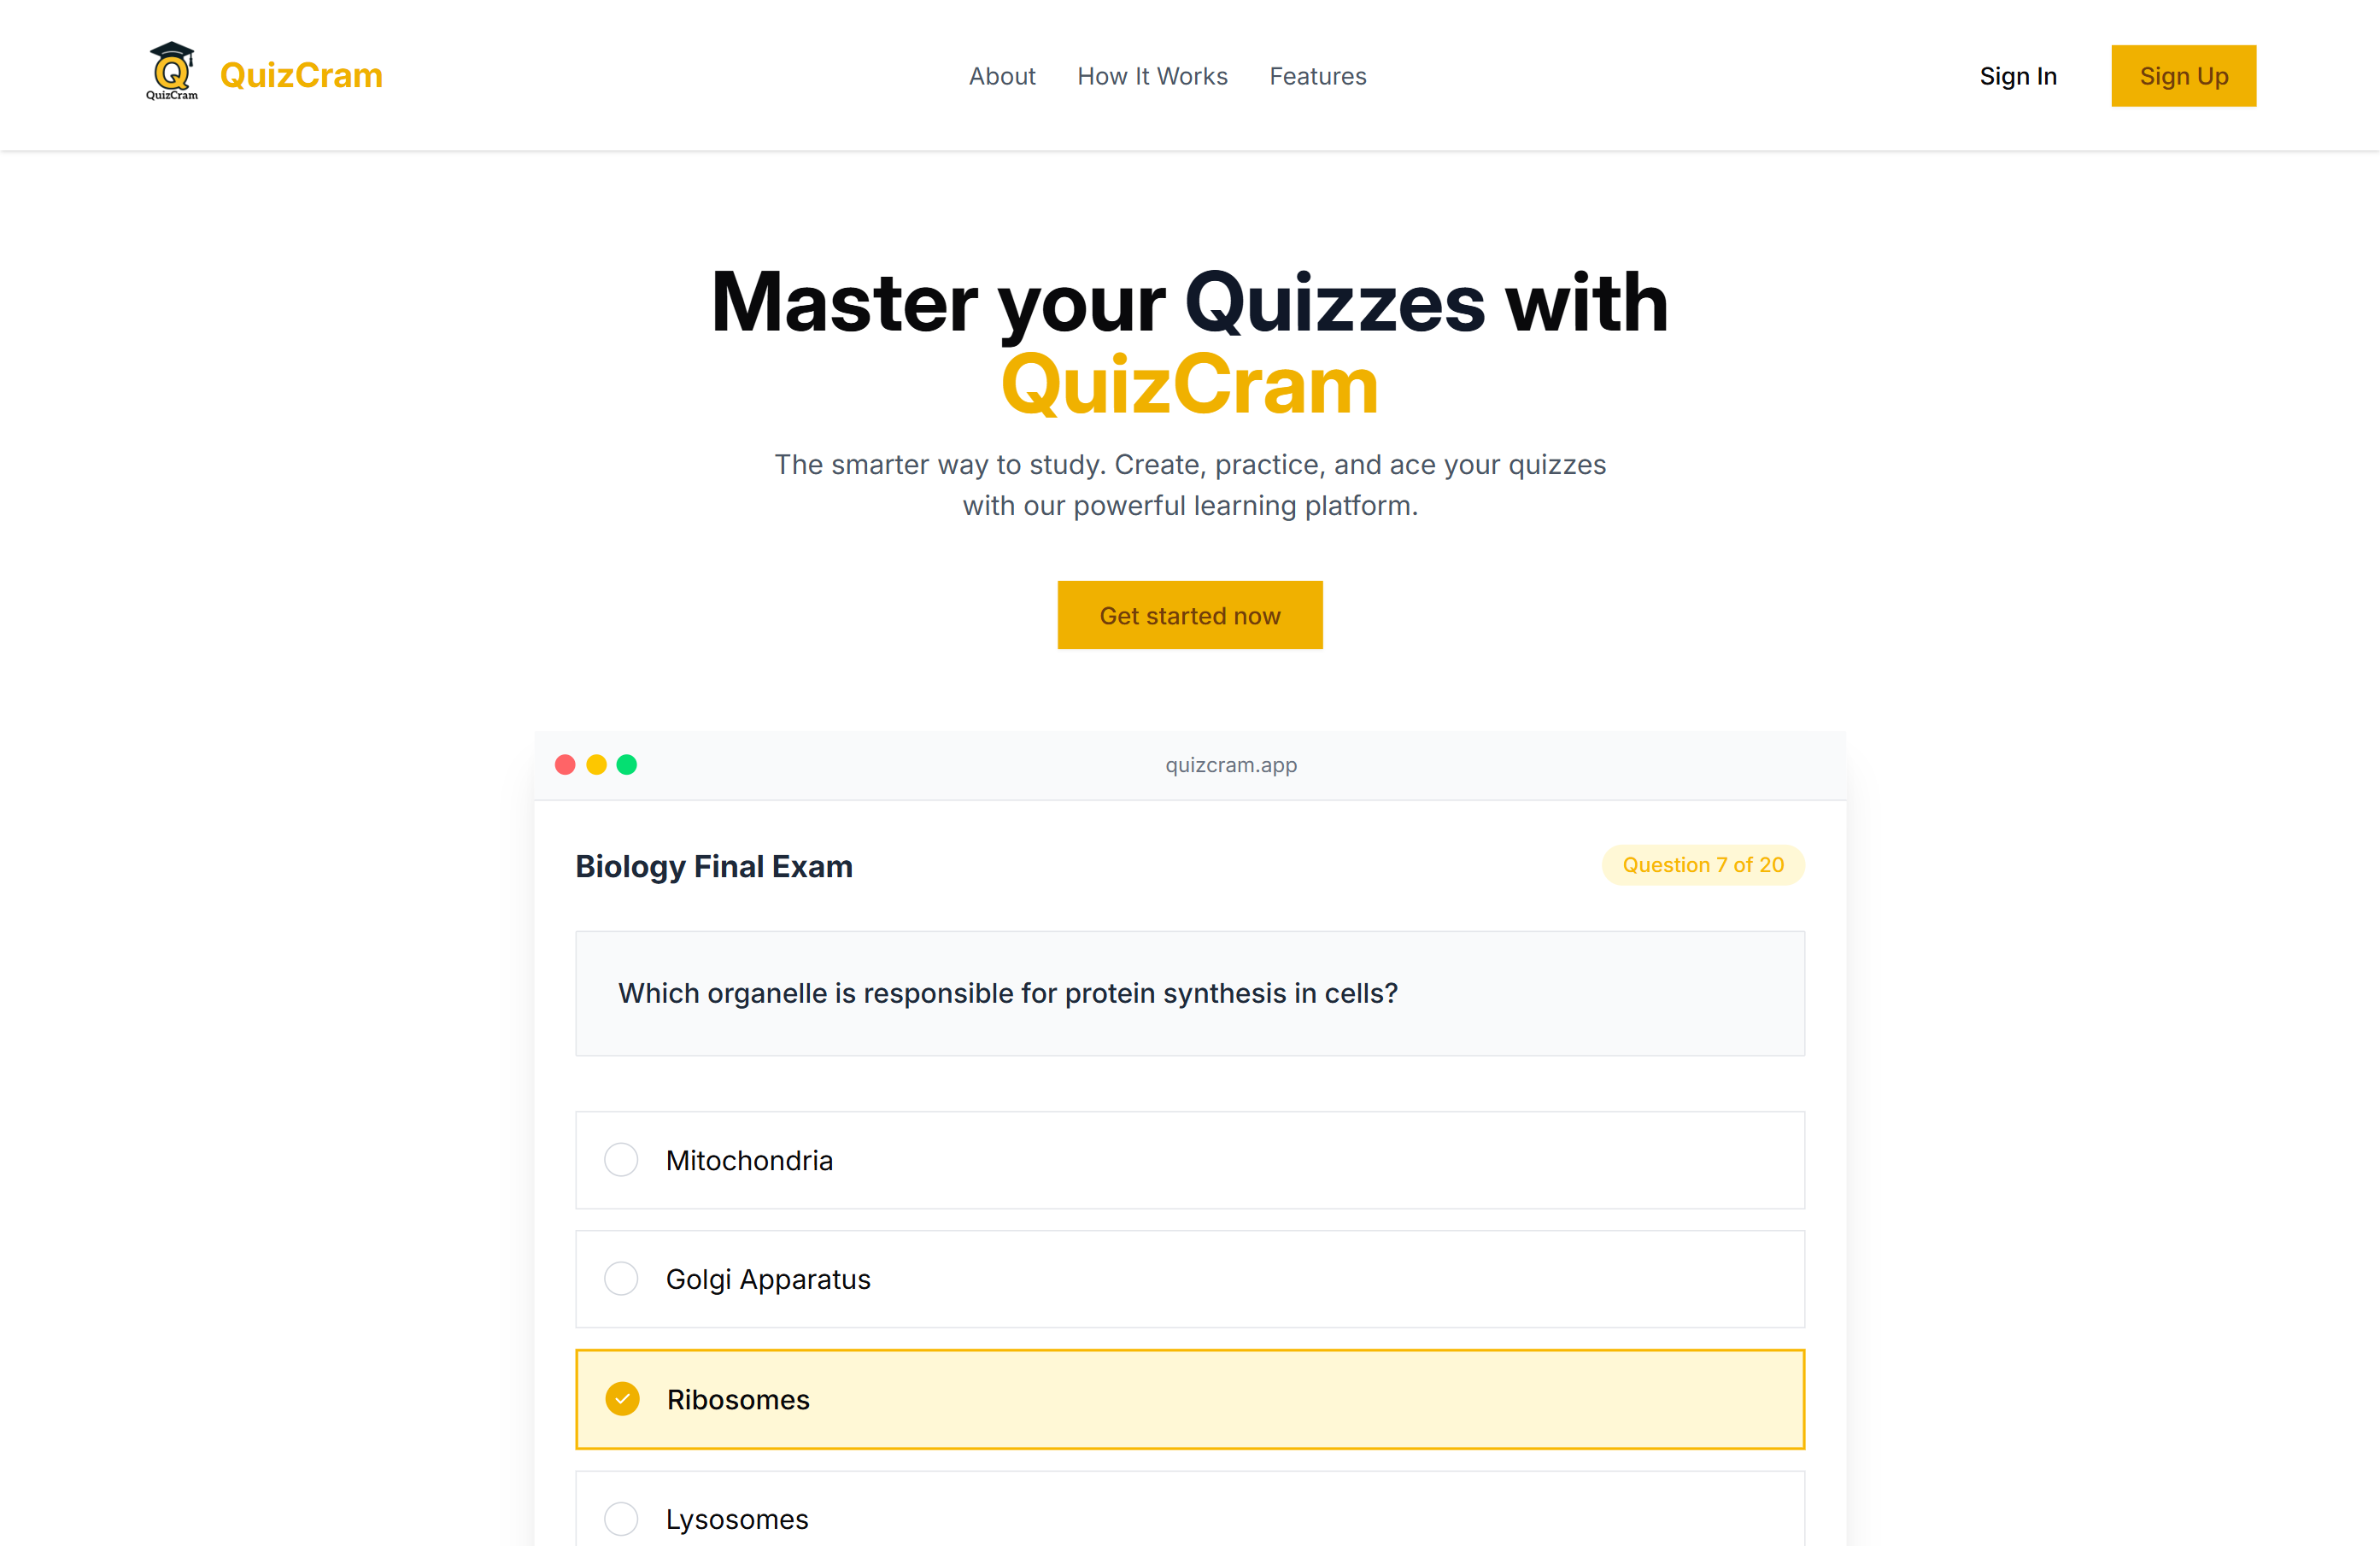 Q
QuizCram
QuizCram
About
How It Works
Features
Sign In
Sign Up
Master your Quizzes with
QuizCram
The smarter way to study. Create, practice, and ace your quizzes
with our powerful learning platform.
Get started now
quizcram.app
Biology Final Exam
Question 7 of 20
Which organelle is responsible for protein synthesis in cells?
Mitochondria
Golgi Apparatus
Ribosomes
Lysosomes